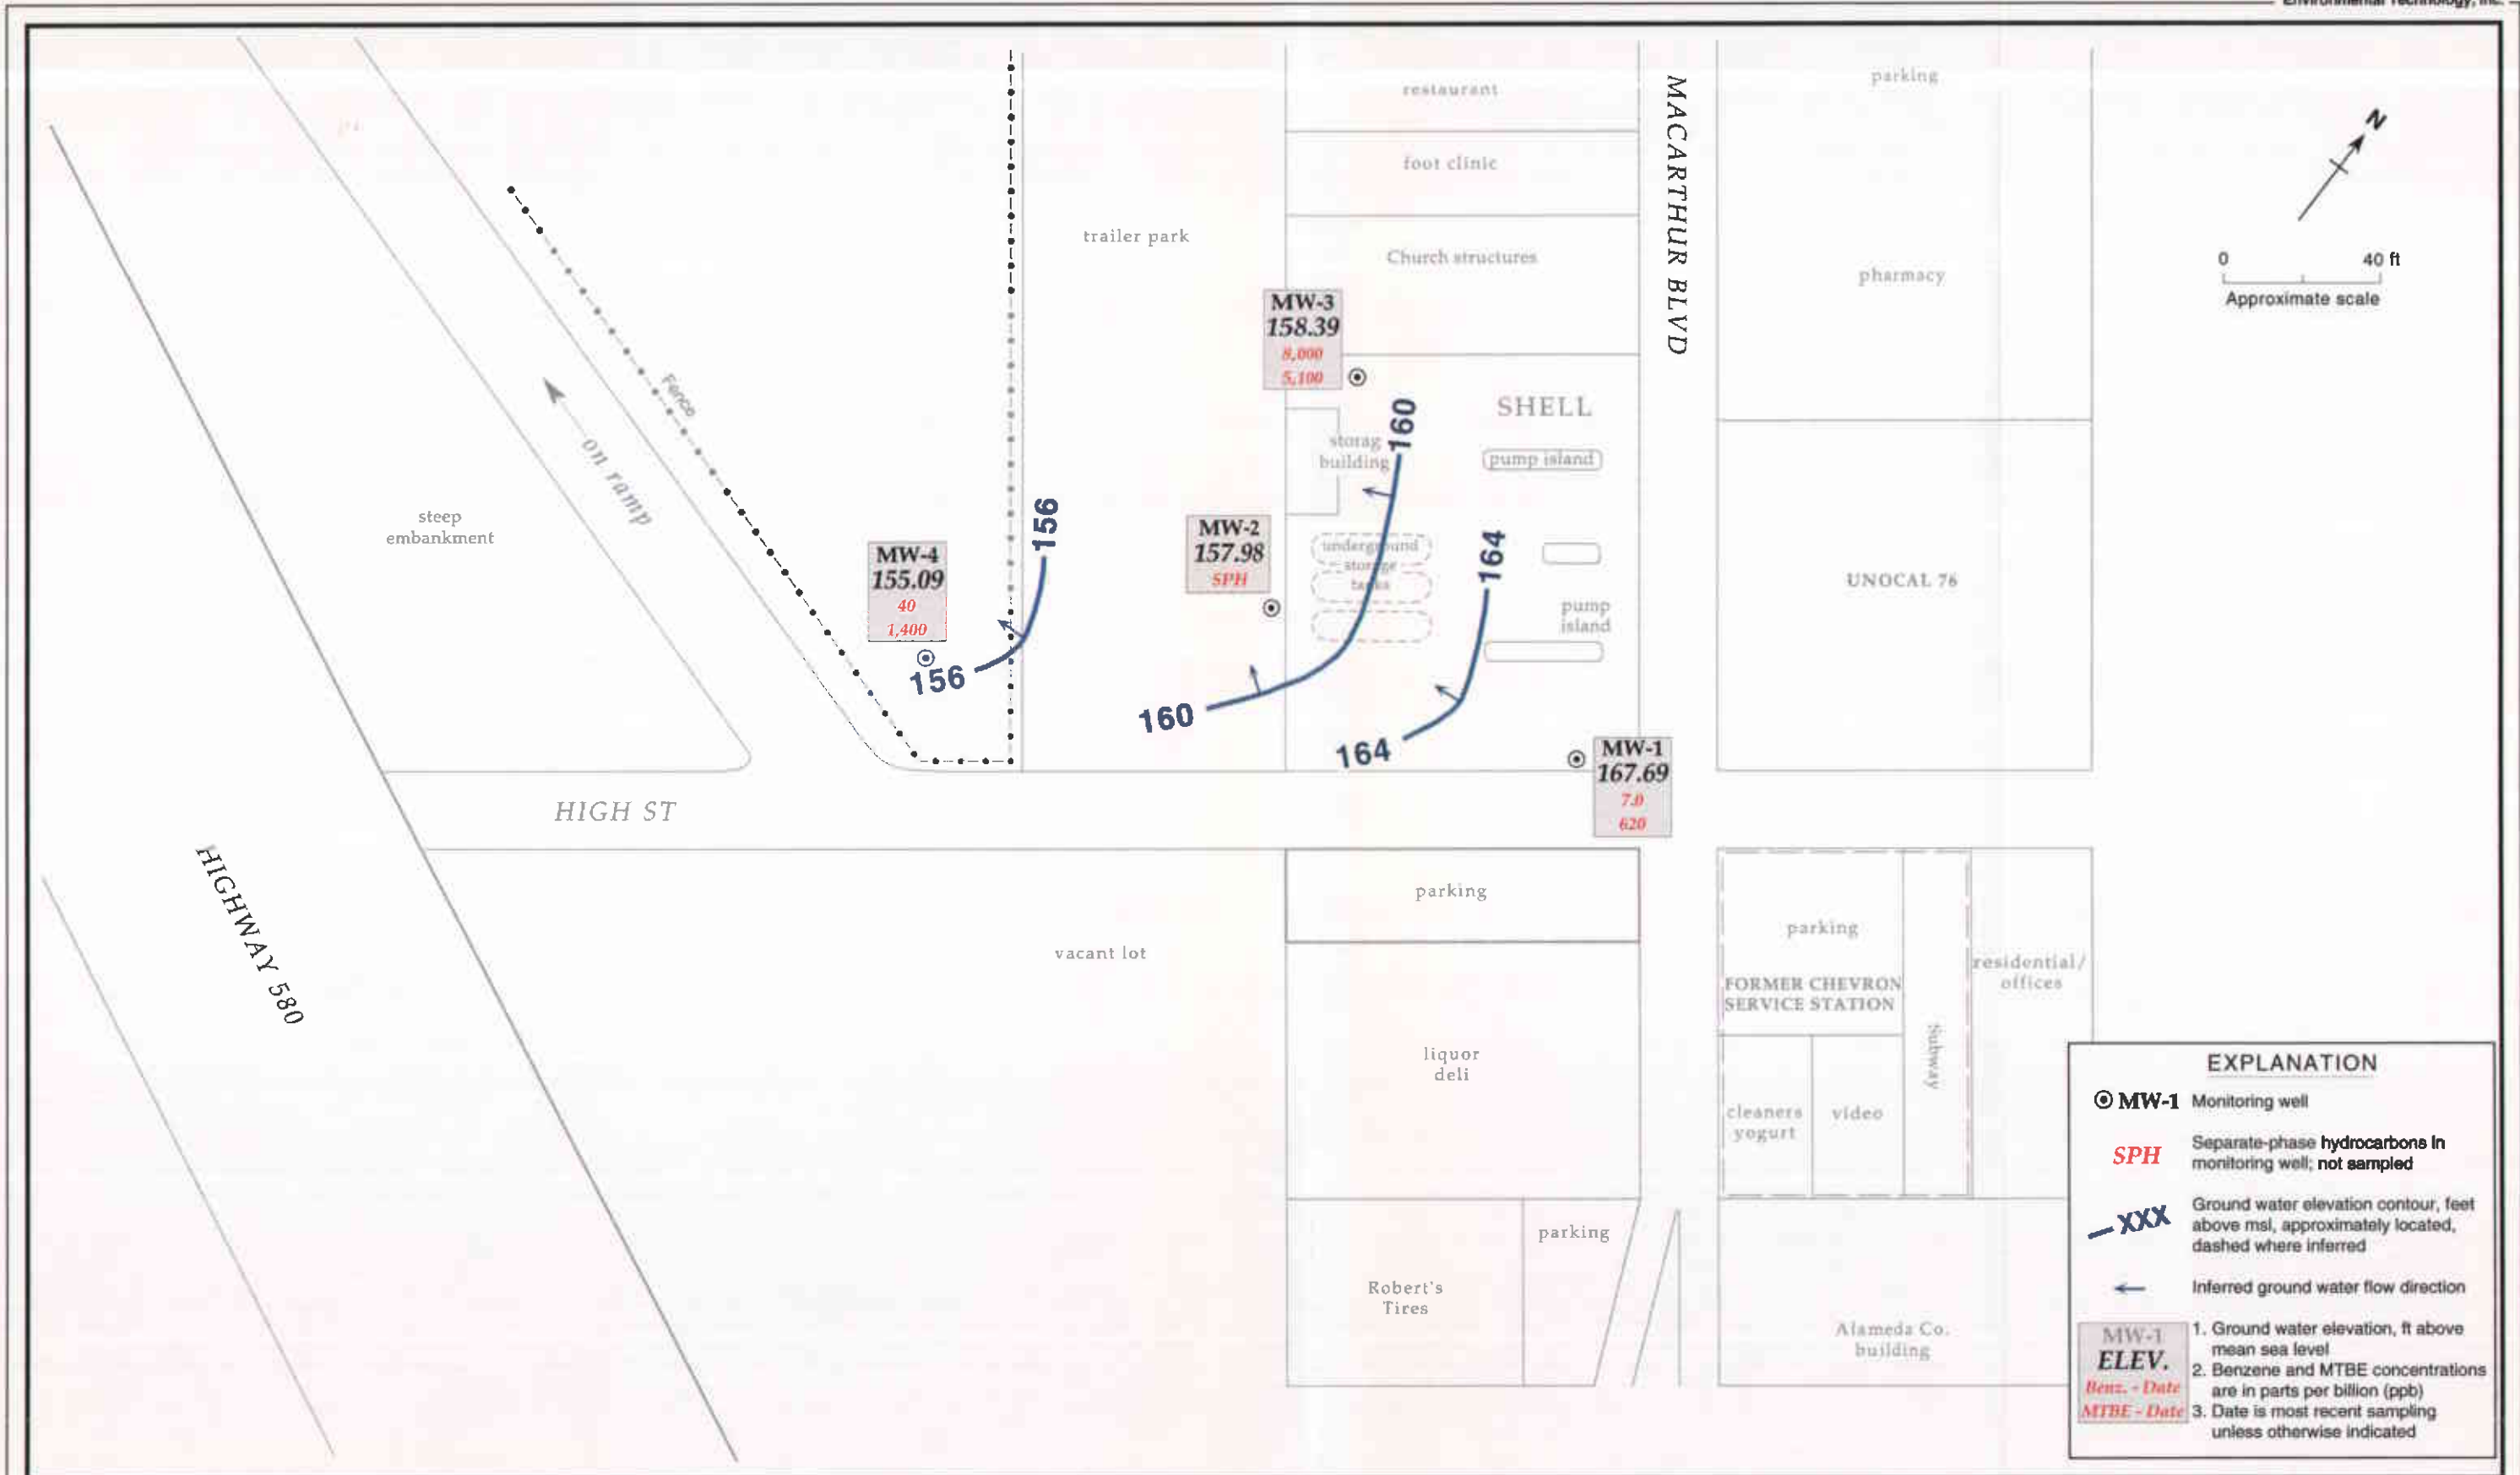 Environmental Technology, Inc.
restaurant
parking
MACARTHUR BLVD
N
foot clinic
trailer park
Church structures
pharmacy
0 40 ft
Approximate scale
MW-3
158.39
8,000
5,100
Fence
SHELL
160
storag
building
pump island
on ramp
steep
embankment
156
MW-2
157.98
SPH
underground
storage
tanks
164
MW-4
155.09
40
1,400
UNOCAL 76
pump
island
156
160
164
MW-1
167.69
7.0
620
HIGH ST
HIGHWAY 580
parking
vacant lot
parking
FORMER CHEVRON
SERVICE STATION
residential/
offices
liquor
deli
Subway
cleaners
yogurt
video
parking
Robert's
Tires
Alameda Co.
building
EXPLANATION
MW-1 Monitoring well
SPH Separate-phase hydrocarbons in
monitoring well; not sampled
XXX Ground water elevation contour, feet
above msl, approximately located,
dashed where inferred
Inferred ground water flow direction
MW-1
ELEV.
Benz. - Date
MTBE - Date
1. Ground water elevation, ft above
mean sea level
2. Benzene and MTBE concentrations
are in parts per billion (ppb)
3. Date is most recent sampling
unless otherwise indicated